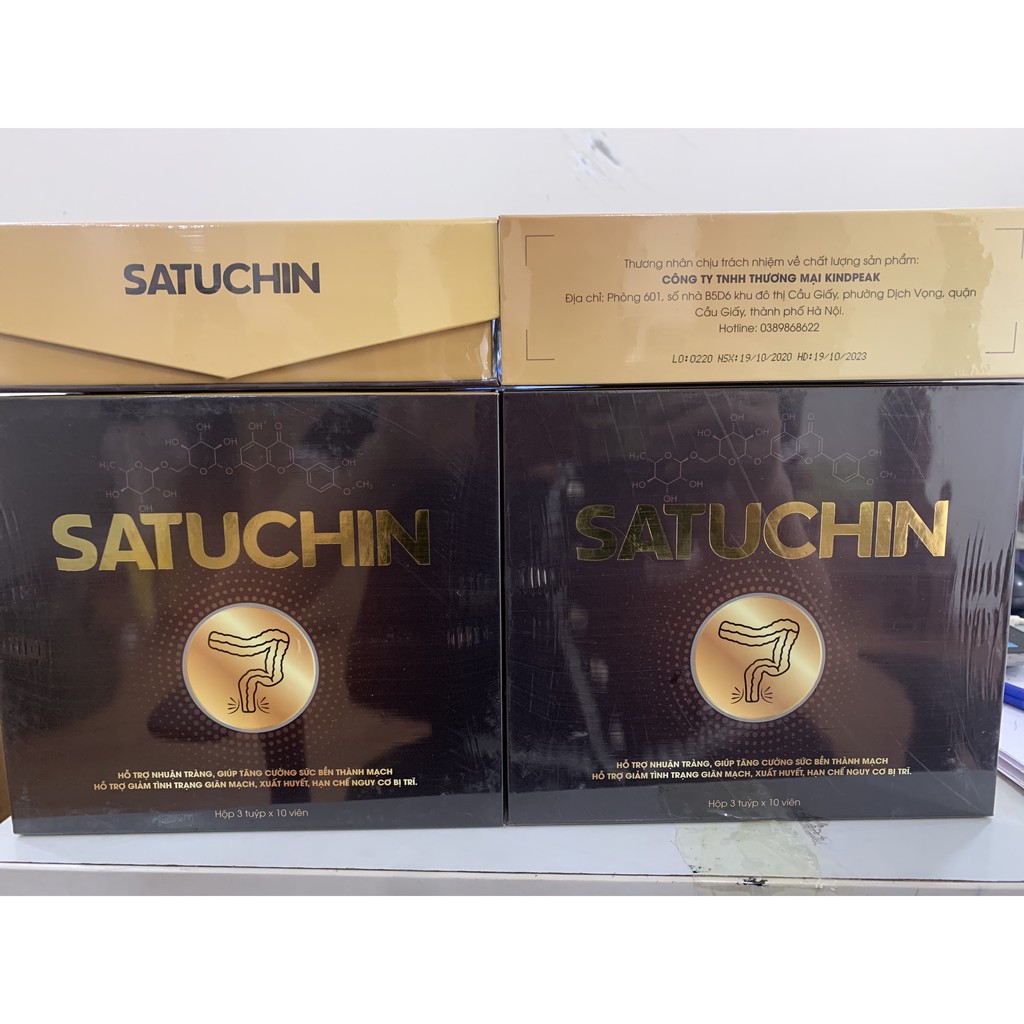 SATUCHIN
Thương nhân chịu trách nhiệm về chất lượng sản phẩm:
CÔNG TY TNHH THƯƠNG MẠI KINDPEAK
Địa chỉ: Phòng 601, số nhà B5D6 khu đô thị Cầu Giấy, phường Dịch Vọng, quận
Cầu Giấy, thành phố Hà Nội.
Hotline: 0389868622
LO:0220 NSX:19/10/2020 HD:19/10/2023
SATUCHIN
HỖ TRỢ NHUẬN TRÀNG, GIÚP TĂNG CƯỜNG SỨC BỀN THÀNH MẠCH
HỖ TRỢ GIẢM TÌNH TRẠNG GIÃN MẠCH, XUẤT HUYẾT, HẠN CHẾ NGUY CƠ BỊ TRĨ.
Hộp 3 tuýp x 10 viên
SATUCHIN
HỖ TRỢ NHUẬN TRÀNG, GIÚP TĂNG CƯỜNG SỨC BỀN THÀNH MẠCH
HỖ TRỢ GIẢM TÌNH TRẠNG GIÃN MẠCH, XUẤT HUYẾT, HẠN CHẾ NGUY CƠ BỊ TRĨ.
Hộp 3 tuýp x 10 viên